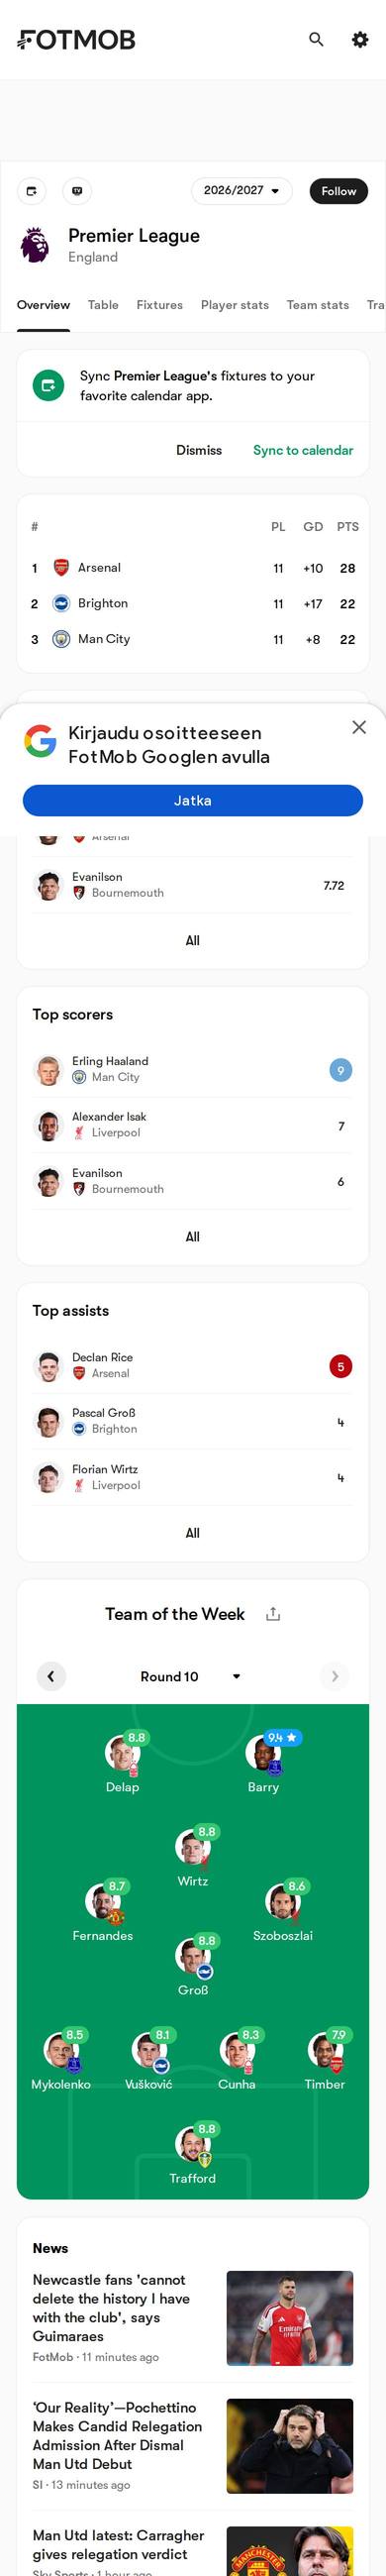 FOTMOB
2026/2027
Follow
Premier League
England
Overview Table Fixtures Player stats Team stats Tra
Sync Premier League's fixtures to your
favorite calendar app.
Dismiss Sync to calendar
# PL GD PTS
1 Arsenal 11 +10 28
2 Brighton 11 +17 22
3 Man City 11 +8 22
Kirjaudu osoitteeseen
FotMob Googlen avulla
Jatka
Arsenal
Evanilson
Bournemouth
7.72
All
Top scorers
Erling Haaland
Man City
9
Alexander Isak
Liverpool
7
Evanilson
Bournemouth
6
All
Top assists
Declan Rice
Arsenal
5
Pascal Groß
Brighton
4
Florian Wirtz
Liverpool
4
All
Team of the Week
Round 10
8.8 9.4
Delap Barry
8.8
Wirtz
8.7 8.6
Fernandes Szoboszlai
8.8
Groß
8.5 8.1 8.3 7.9
Mykolenko Vušković Cunha Timber
8.8
Trafford
News
Newcastle fans 'cannot
delete the history I have
with the club', says
Guimaraes
FotMob · 11 minutes ago
‘Our Reality’—Pochettino
Makes Candid Relegation
Admission After Dismal
Man Utd Debut
SI · 13 minutes ago
Man Utd latest: Carragher
gives relegation verdict
Sky Sports · 1 hour ago